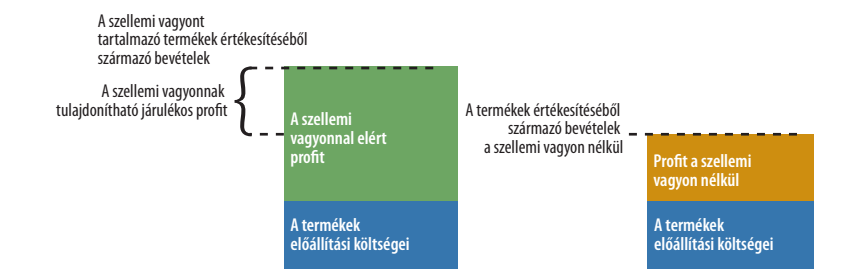 A szellemi vagyont
tartalmazó termékek értékesítéséből
származó bevételek
A szellemi vagyonnak
tulajdonítható járulékos profit
A szellemi
vagyonnal elért
profit
A termékek
előállítási költségei
A termékek értékesítéséből
származó bevételek
a szellemi vagyon nélkül
Profit a szellemi
vagyon nélkül
A termékek
előállítási költségei